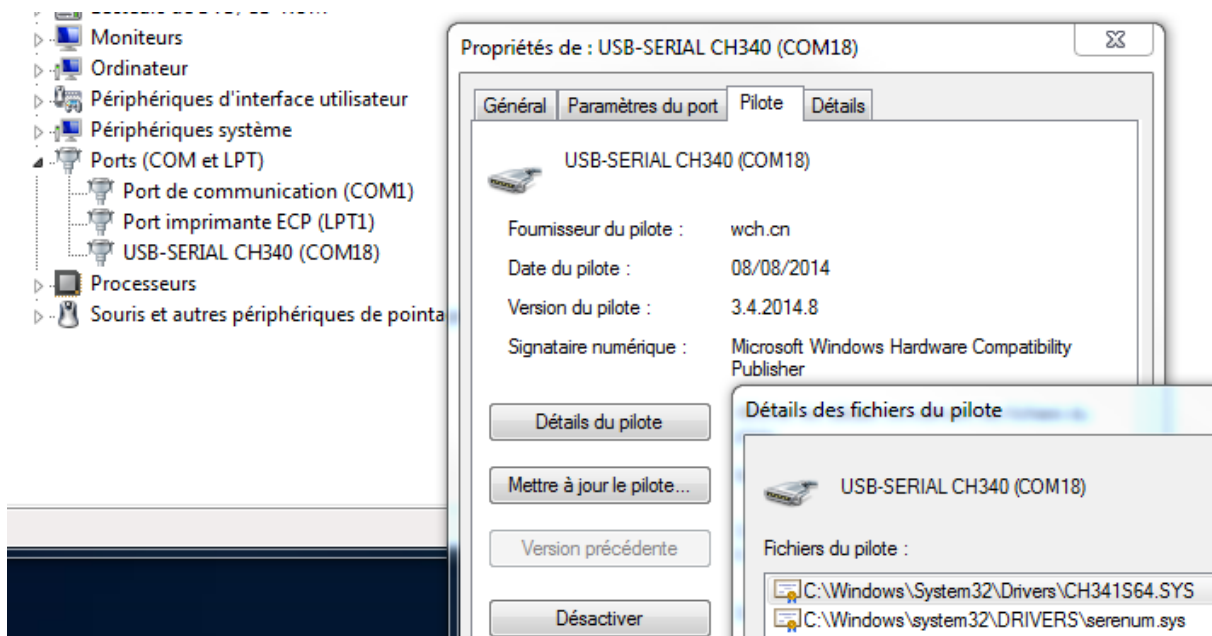 Moniteurs
Ordinateur
Périphériques d'interface utilisateur
Périphériques système
Ports (COM et LPT)
Port de communication (COM1)
Port imprimante ECP (LPT1)
USB-SERIAL CH340 (COM18)
Processeurs
Souris et autres périphériques de pointa
Propriétés de : USB-SERIAL CH340 (COM18)
Général Paramètres du port Pilote Détails
USB-SERIAL CH340 (COM18)
Fournisseur du pilote : wch.cn
Date du pilote : 08/08/2014
Version du pilote : 3.4.2014.8
Signataire numérique : Microsoft Windows Hardware Compatibility
Publisher
Détails du pilote
Mettre à jour le pilote...
Version précédente
Désactiver
Détails des fichiers du pilote
USB-SERIAL CH340 (COM18)
Fichiers du pilote :
C:\Windows\System32\Drivers\CH341S64.SYS
C:\Windows\system32\DRIVERS\serenum.sys